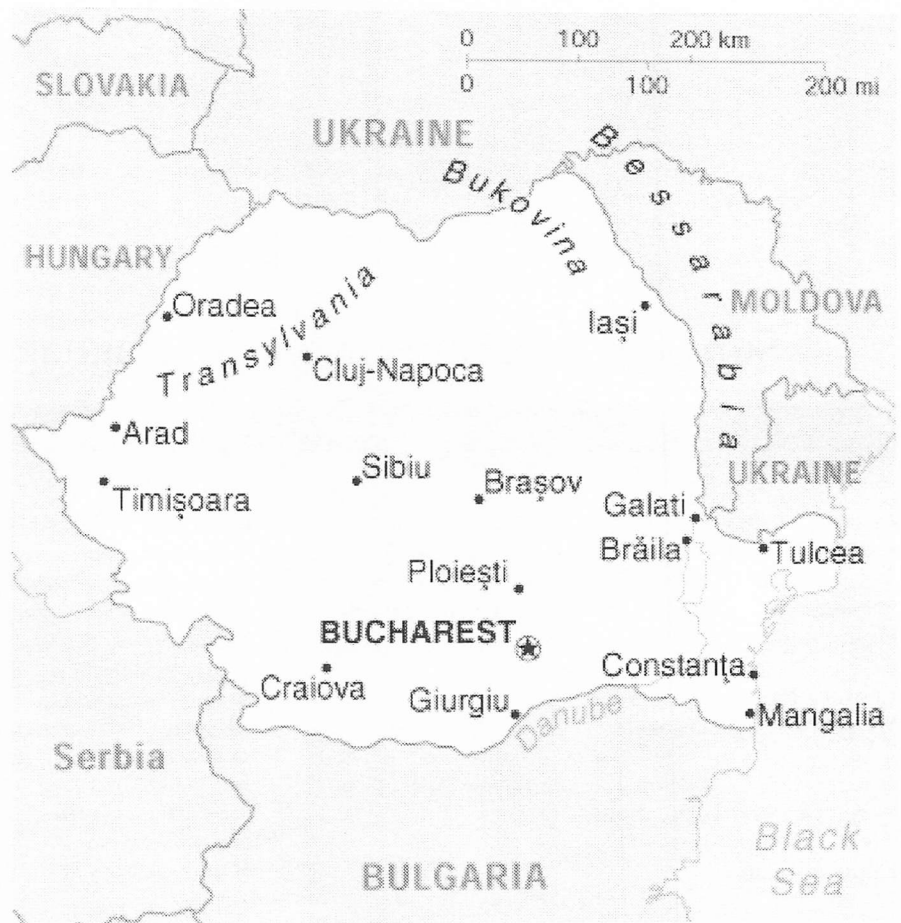 0 100 200 km
0 100 200 mi
SLOVAKIA
UKRAINE
Bukovina
Bessarabia
HUNGARY
MOLDOVA
Oradea
Iași
Transylvania
Cluj-Napoca
Arad
Sibiu
UKRAINE
Timișoara
Brașov
Galati
Brăila
Tulcea
Ploiești
BUCHAREST
Constanța
Craiova
Giurgiu
Danube
Mangalia
Serbia
Black
Sea
BULGARIA